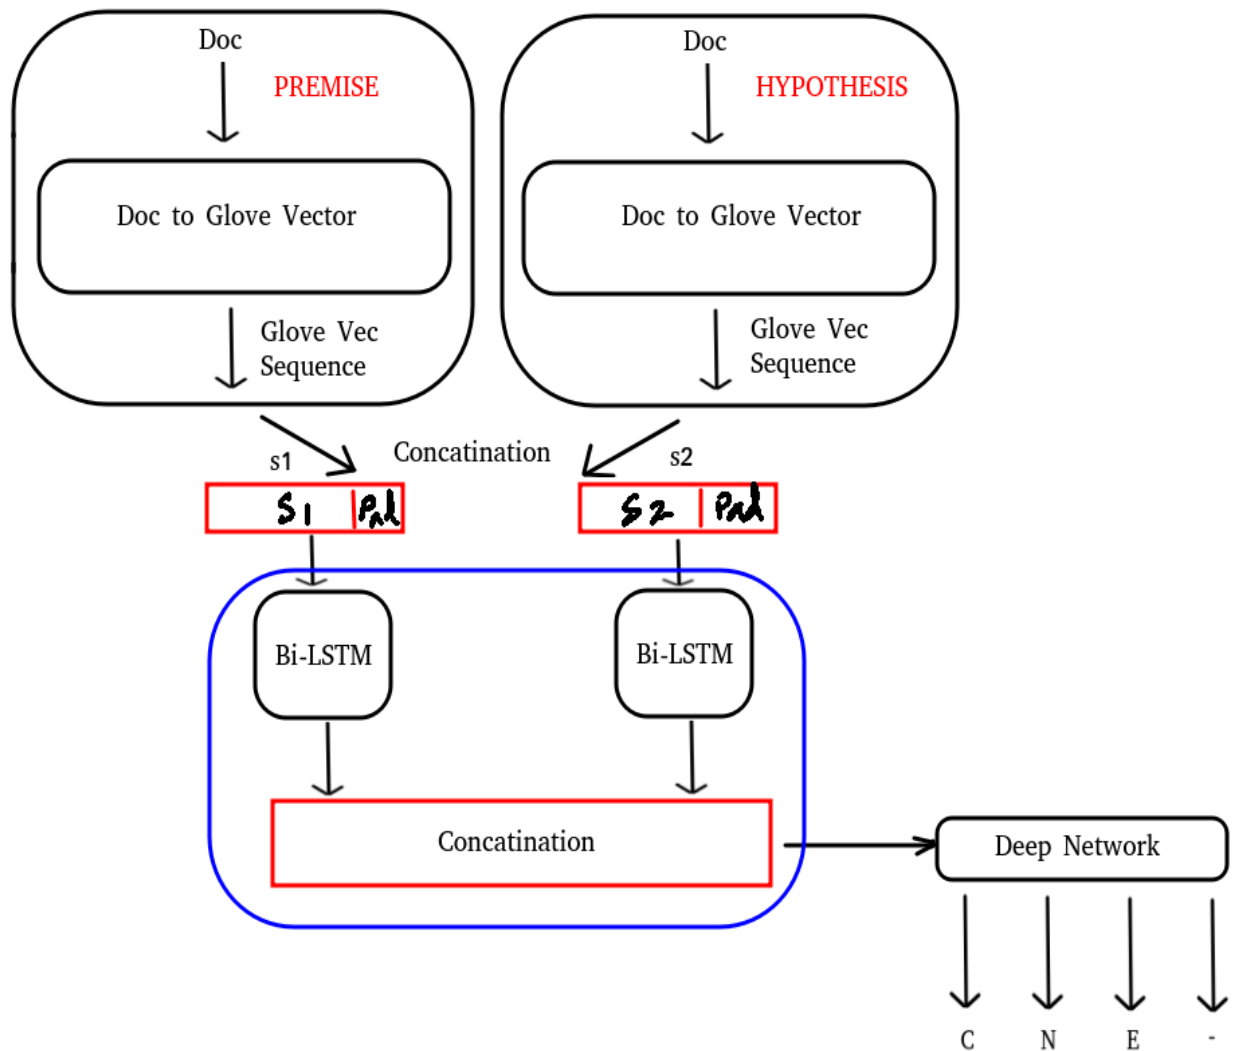 Doc
PREMISE
Doc to Glove Vector
Glove Vec
Sequence
Doc
HYPOTHESIS
Doc to Glove Vector
Glove Vec
Sequence
s1
Concatination
s2
S1
Pad
S2
Pad
Bi-LSTM
Bi-LSTM
Concatination
Deep Network
C
N
E
-